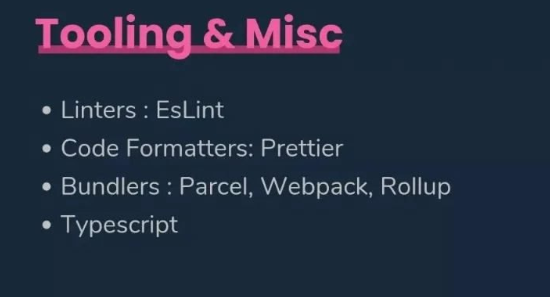 Tooling & Misc
• Linters : EsLint
• Code Formatters: Prettier
• Bundlers : Parcel, Webpack, Rollup
• Typescript